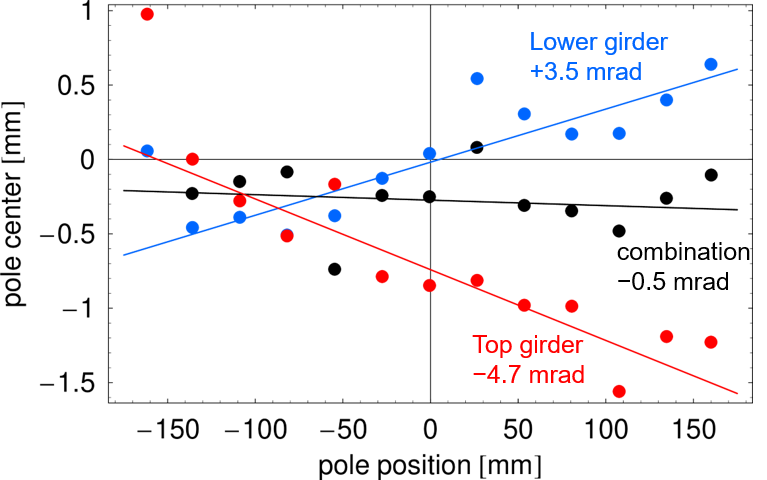 1
0.5
0
−0.5
−1
−1.5
pole center [mm]
Lower girder
+3.5 mrad
combination
−0.5 mrad
Top girder
−4.7 mrad
−150 −100 −50 0 50 100 150
pole position [mm]